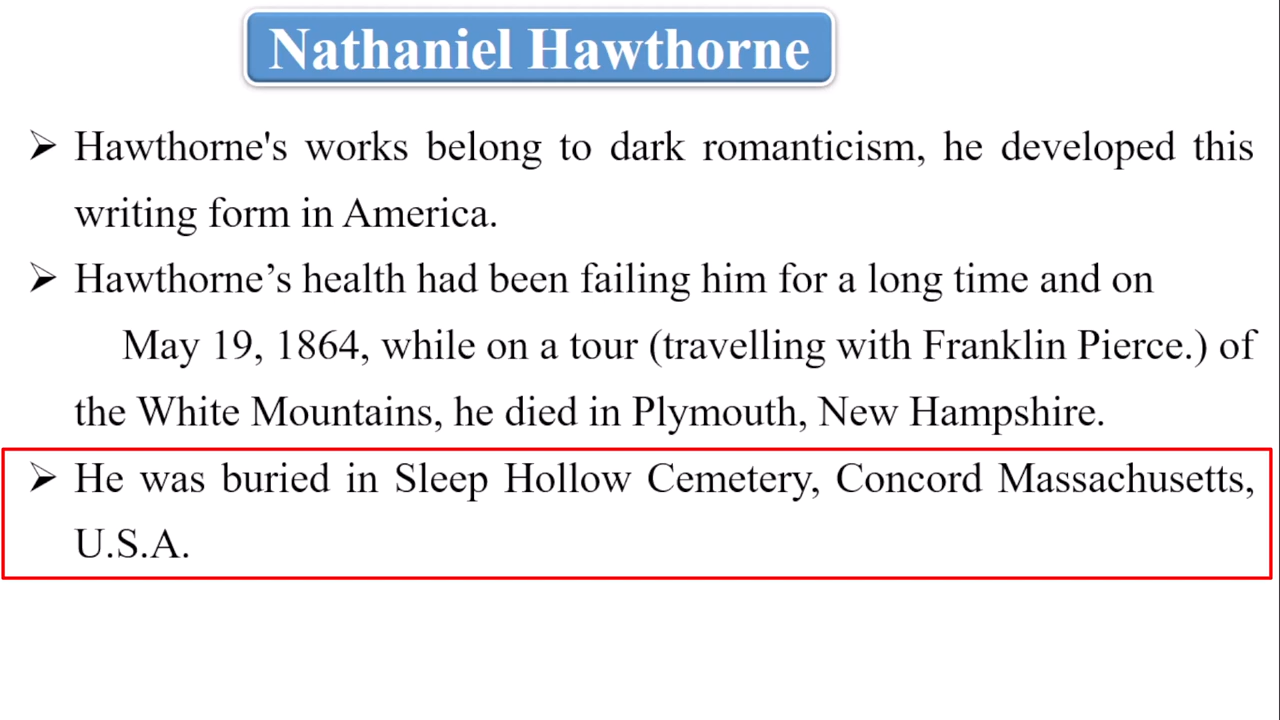 Nathaniel Hawthorne
➢ Hawthorne's works belong to dark romanticism, he developed this
writing form in America.
➢ Hawthorne’s health had been failing him for a long time and on
May 19, 1864, while on a tour (travelling with Franklin Pierce.) of
the White Mountains, he died in Plymouth, New Hampshire.
➢ He was buried in Sleep Hollow Cemetery, Concord Massachusetts,
U.S.A.